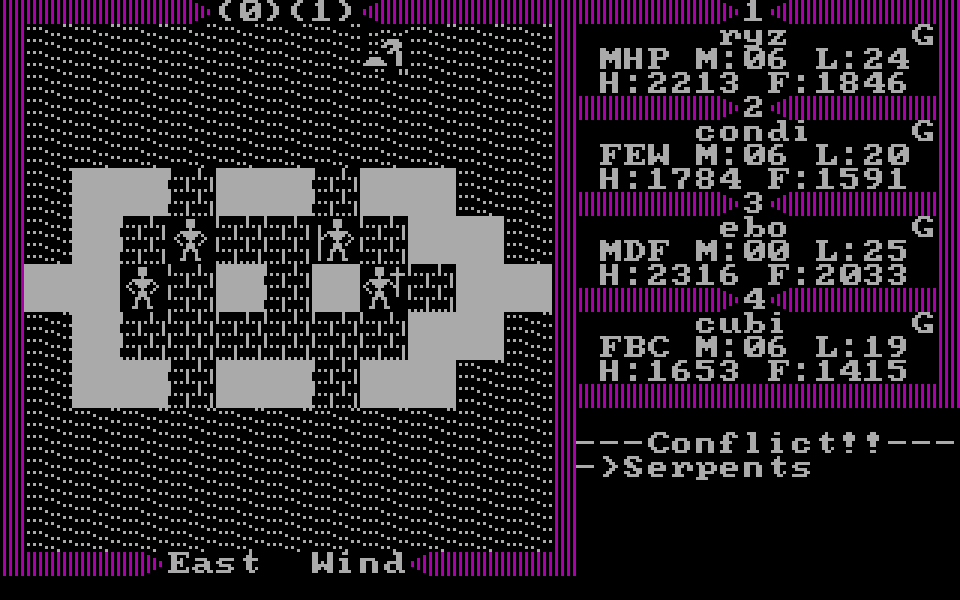 (0)(1)
1
ryz G
MHP M:06 L:24
H:2213 F:1846
2
condi G
FEW M:06 L:20
H:1784 F:1591
3
ebo G
MDF M:00 L:25
H:2316 F:2033
4
cubi G
FBC M:06 L:19
H:1653 F:1415
---Conflict!!---
->Serpents
East Wind